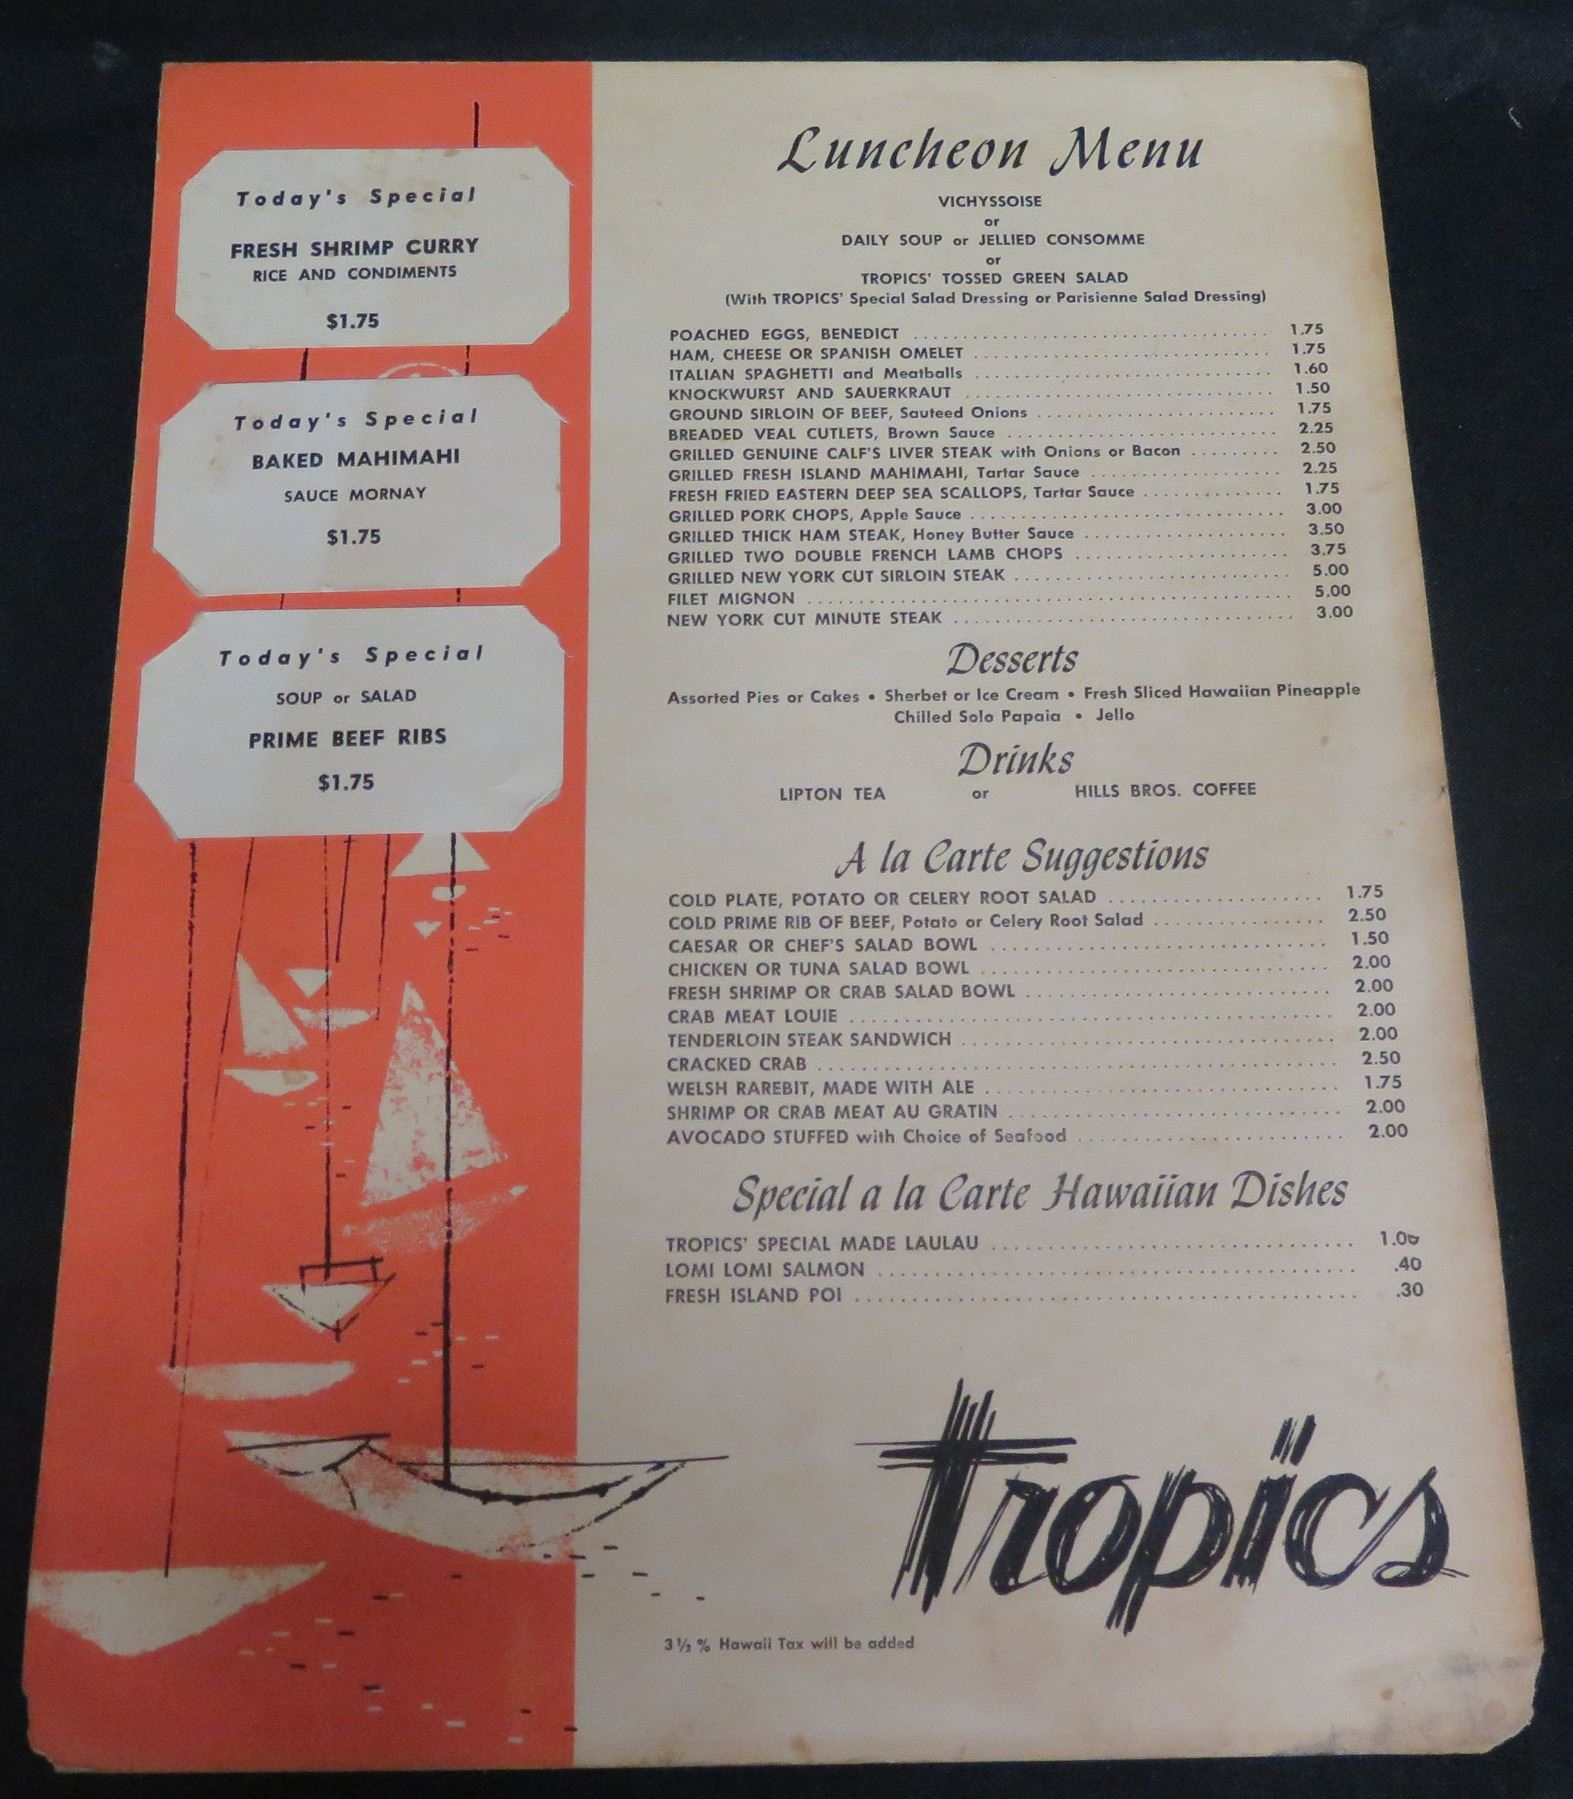 Today's Special
FRESH SHRIMP CURRY
RICE AND CONDIMENTS
$1.75
Today's Special
BAKED MAHIMAHI
SAUCE MORNAY
$1.75
Today's Special
SOUP or SALAD
PRIME BEEF RIBS
$1.75
Luncheon Menu
VICHYSSOISE
or
DAILY SOUP or JELLIED CONSOMME
or
TROPICS' TOSSED GREEN SALAD
(With TROPICS' Special Salad Dressing or Parisienne Salad Dressing)
POACHED EGGS, BENEDICT 1.75
HAM, CHEESE OR SPANISH OMELET 1.75
ITALIAN SPAGHETTI and Meatballs 1.60
KNOCKWURST AND SAUERKRAUT 1.50
GROUND SIRLOIN OF BEEF, Sauteed Onions 1.75
BREADED VEAL CUTLETS, Brown Sauce 2.25
GRILLED GENUINE CALF'S LIVER STEAK with Onions or Bacon 2.50
GRILLED FRESH ISLAND MAHIMAHI, Tartar Sauce 2.25
FRESH FRIED EASTERN DEEP SEA SCALLOPS, Tartar Sauce 1.75
GRILLED PORK CHOPS, Apple Sauce 3.00
GRILLED THICK HAM STEAK, Honey Butter Sauce 3.50
GRILLED TWO DOUBLE FRENCH LAMB CHOPS 3.75
GRILLED NEW YORK CUT SIRLOIN STEAK 5.00
FILET MIGNON 5.00
NEW YORK CUT MINUTE STEAK 3.00
Desserts
Assorted Pies or Cakes • Sherbet or Ice Cream • Fresh Sliced Hawaiian Pineapple
Chilled Solo Papaia • Jello
Drinks
LIPTON TEA or HILLS BROS. COFFEE
A la Carte Suggestions
COLD PLATE, POTATO OR CELERY ROOT SALAD 1.75
COLD PRIME RIB OF BEEF, Potato or Celery Root Salad 2.50
CAESAR OR CHEF'S SALAD BOWL 1.50
CHICKEN OR TUNA SALAD BOWL 2.00
FRESH SHRIMP OR CRAB SALAD BOWL 2.00
CRAB MEAT LOUIE 2.00
TENDERLOIN STEAK SANDWICH 2.00
CRACKED CRAB 2.50
WELSH RAREBIT, MADE WITH ALE 1.75
SHRIMP OR CRAB MEAT AU GRATIN 2.00
AVOCADO STUFFED with Choice of Seafood 2.00
Special a la Carte Hawaiian Dishes
TROPICS' SPECIAL MADE LAULAU 1.00
LOMI LOMI SALMON .40
FRESH ISLAND POI .30
Tropics
3½% Hawaii Tax will be added